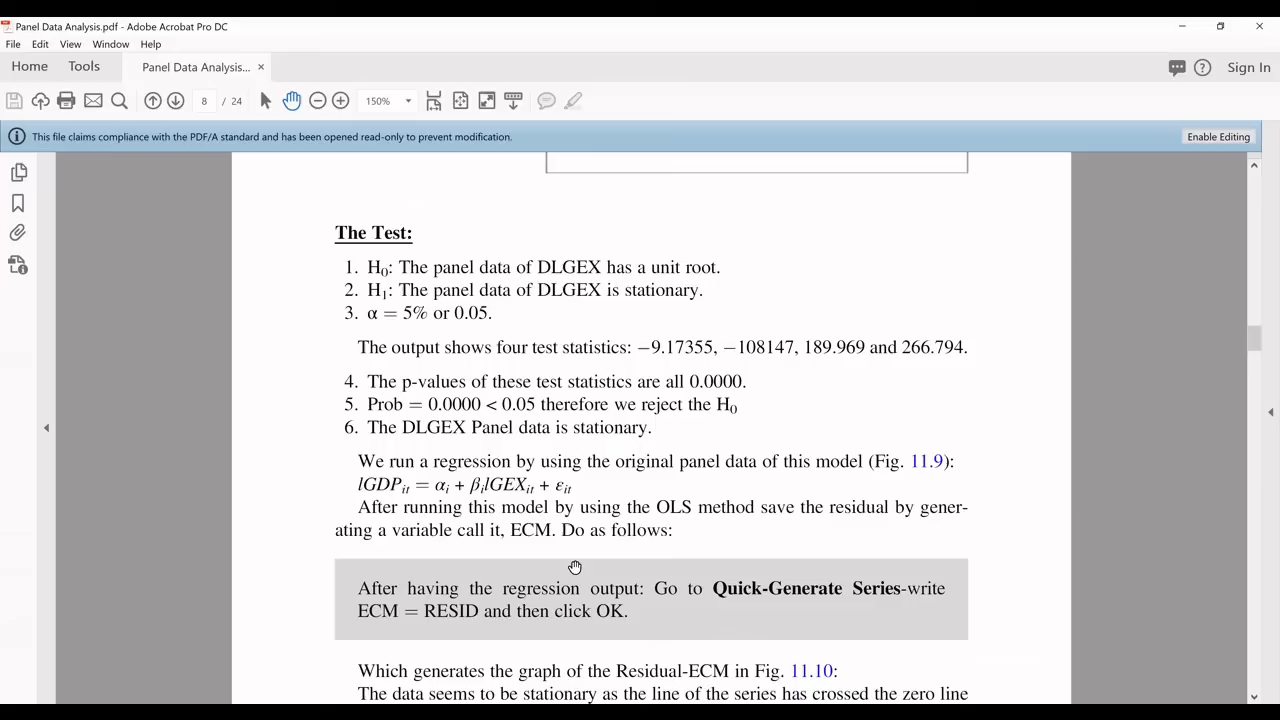 Panel Data Analysis.pdf - Adobe Acrobat Pro DC
File Edit View Window Help
Home Tools Panel Data Analysis... × Sign In
8 / 24 150%
This file claims compliance with the PDF/A standard and has been opened read-only to prevent modification. Enable Editing
The Test:
1. H₀: The panel data of DLGEX has a unit root.
2. H₁: The panel data of DLGEX is stationary.
3. α = 5% or 0.05.
The output shows four test statistics: −9.17355, −108147, 189.969 and 266.794.
4. The p-values of these test statistics are all 0.0000.
5. Prob = 0.0000 < 0.05 therefore we reject the H₀
6. The DLGEX Panel data is stationary.
We run a regression by using the original panel data of this model (Fig. 11.9):
lGDPᵢₜ = αᵢ + βᵢlGEXᵢₜ + εᵢₜ
After running this model by using the OLS method save the residual by gener-
ating a variable call it, ECM. Do as follows:
After having the regression output: Go to Quick-Generate Series-write
ECM = RESID and then click OK.
Which generates the graph of the Residual-ECM in Fig. 11.10:
The data seems to be stationary as the line of the series has crossed the zero line